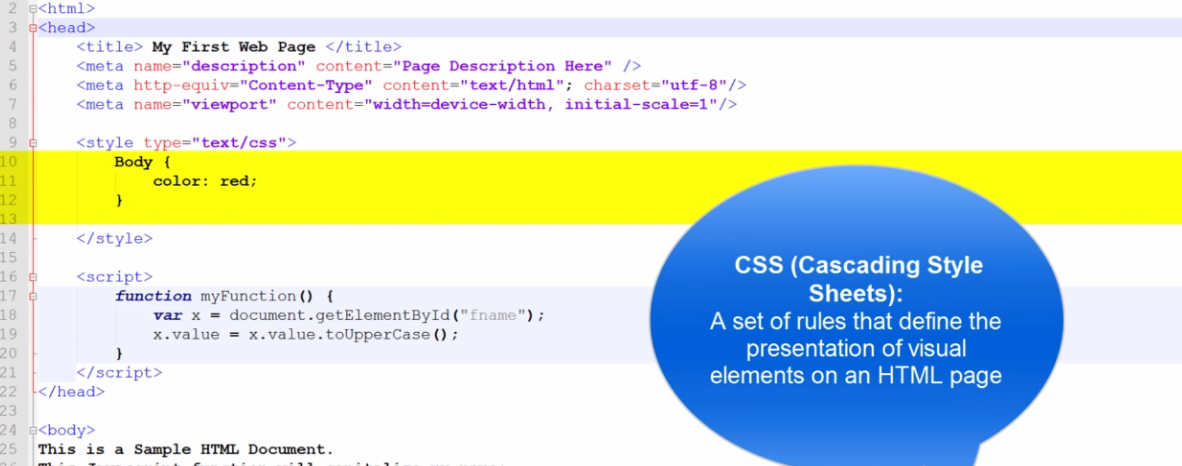 2 <html>
3 <head>
4 <title> My First Web Page </title>
5 <meta name="description" content="Page Description Here" />
6 <meta http-equiv="Content-Type" content="text/html"; charset="utf-8"/>
7 <meta name="viewport" content="width=device-width, initial-scale=1"/>
8
9 <style type="text/css">
10 Body {
11 color: red;
12 }
13
14 </style>
15
16 <script>
17 function myFunction() {
18 var x = document.getElementById("fname");
19 x.value = x.value.toUpperCase();
20 }
21 </script>
22 </head>
23
24 <body>
25 This is a Sample HTML Document.
CSS (Cascading Style
Sheets):
A set of rules that define the
presentation of visual
elements on an HTML page